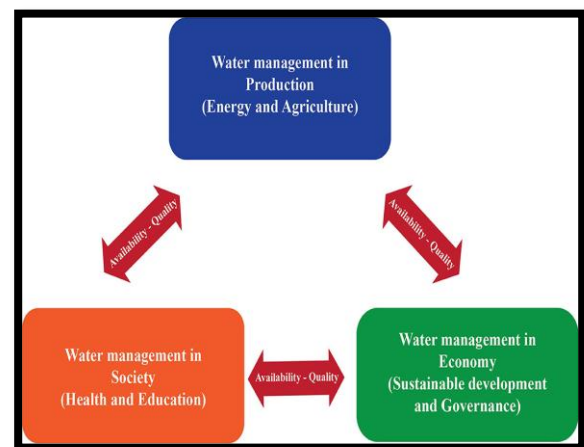 Water management in
Production
(Energy and Agriculture)
Availability - Quality
Availability - Quality
Water management in
Society
(Health and Education)
Availability - Quality
Water management in
Economy
(Sustainable development
and Governance)